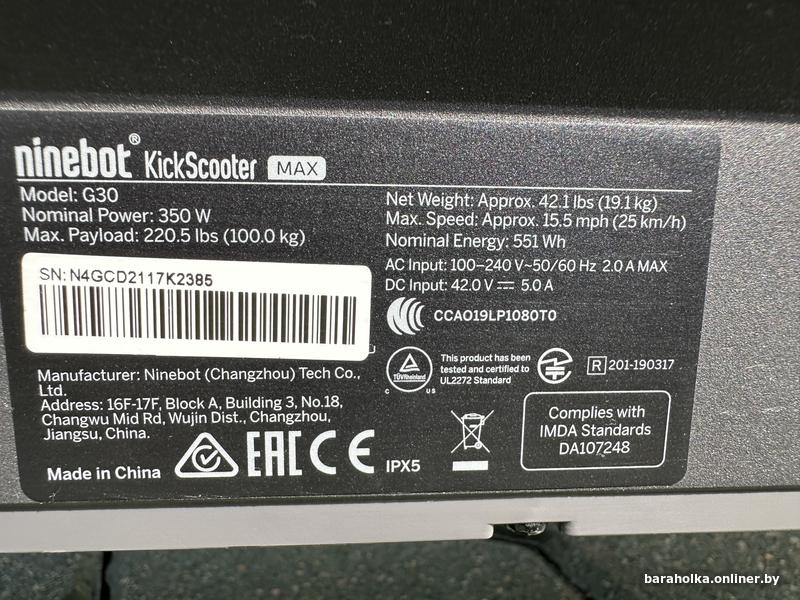 ninebot® KickScooter MAX
Model: G30
Nominal Power: 350 W
Max. Payload: 220.5 lbs (100.0 kg)
Net Weight: Approx. 42.1 lbs (19.1 kg)
Max. Speed: Approx. 15.5 mph (25 km/h)
Nominal Energy: 551 Wh
AC Input: 100–240 V~50/60 Hz 2.0 A MAX
DC Input: 42.0 V ⎓ 5.0 A
SN: N4GCD2117K2385
CCAO19LP1080T0
TÜVRheinland
C US
This product has been
tested and certified to
UL2272 Standard
R 201-190317
Manufacturer: Ninebot (Changzhou) Tech Co.,
Ltd.
Address: 16F-17F, Block A, Building 3, No.18,
Changwu Mid Rd, Wujin Dist., Changzhou,
Jiangsu, China.
Made in China
EAC CE IPX5
Complies with
IMDA Standards
DA107248
baraholka.onliner.by